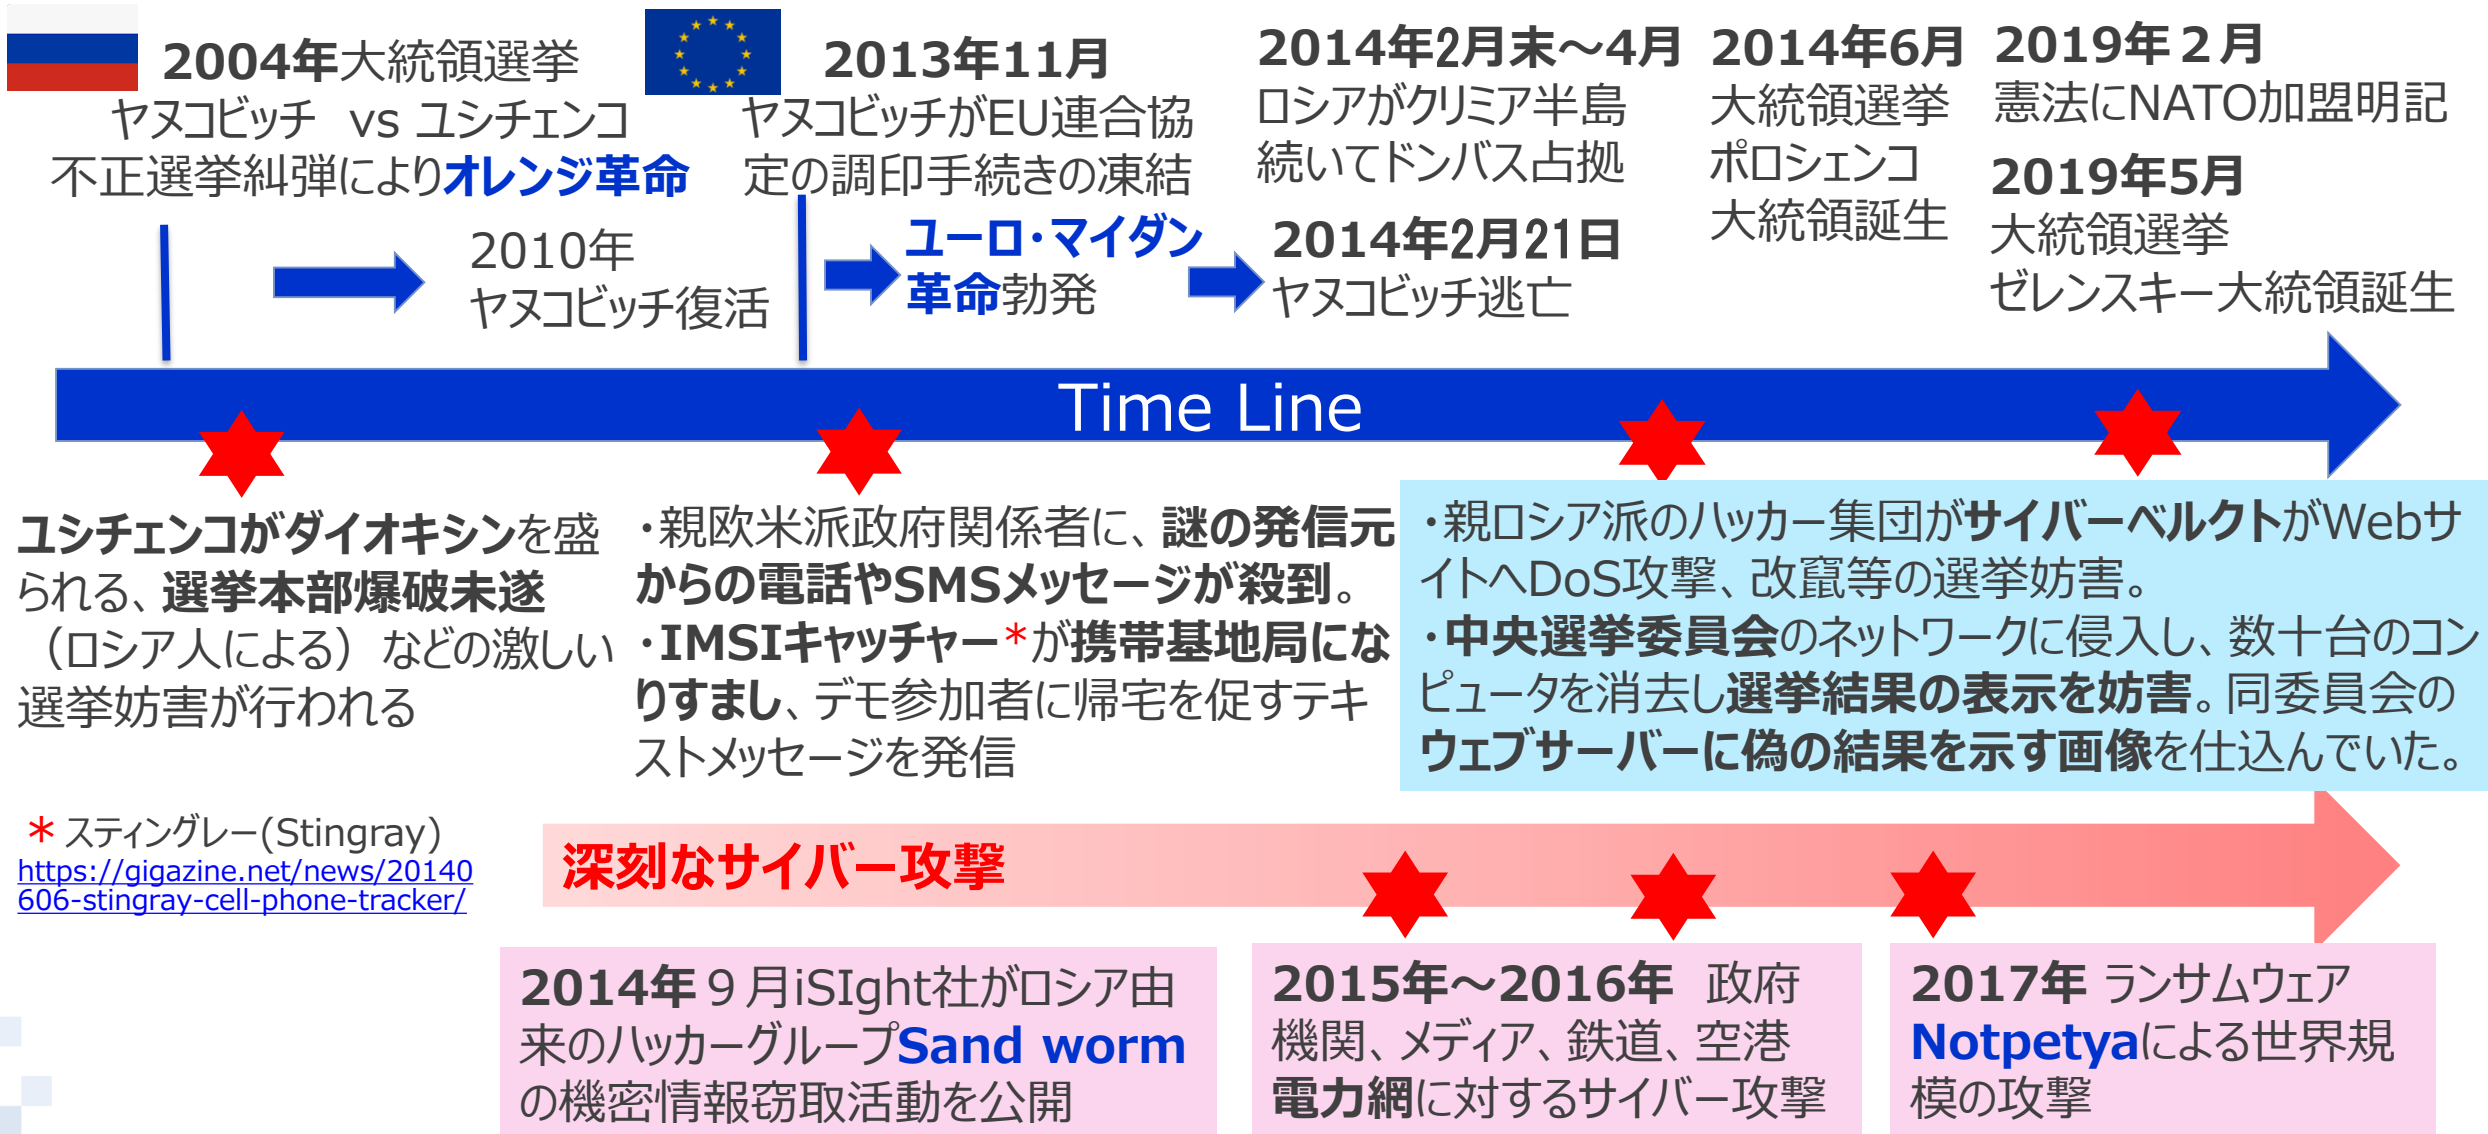 2004年大統領選挙
ヤヌコビッチ　vs ユシチェンコ
不正選挙糾弾によりオレンジ革命
2010年
ヤヌコビッチ復活
2013年11月
ヤヌコビッチがEU連合協
定の調印手続きの凍結
ユーロ・マイダン
革命勃発
2014年2月末～4月
ロシアがクリミア半島
続いてドンバス占拠
2014年2月21日
ヤヌコビッチ逃亡
2014年6月
大統領選挙
ポロシェンコ
大統領誕生
2019年２月
憲法にNATO加盟明記
2019年5月
大統領選挙
ゼレンスキー大統領誕生
Time Line
ユシチェンコがダイオキシンを盛
られる、選挙本部爆破未遂
（ロシア人による）などの激しい
選挙妨害が行われる
・親欧米派政府関係者に、謎の発信元
からの電話やSMSメッセージが殺到。
・IMSIキャッチャー*が携帯基地局にな
りすまし、デモ参加者に帰宅を促すテキ
ストメッセージを発信
・親ロシア派のハッカー集団がサイバーベルクトがWebサ
イトへDoS攻撃、改竄等の選挙妨害。
・中央選挙委員会のネットワークに侵入し、数十台のコン
ピュータを消去し選挙結果の表示を妨害。同委員会の
ウェブサーバーに偽の結果を示す画像を仕込んでいた。
* スティングレー(Stingray)
https://gigazine.net/news/20140
606-stingray-cell-phone-tracker/
深刻なサイバー攻撃
2014年９月iSIght社がロシア由
来のハッカーグループSand worm
の機密情報窃取活動を公開
2015年～2016年　政府
機関、メディア、鉄道、空港
電力網に対するサイバー攻撃
2017年 ランサムウェア
Notpetyaによる世界規
模の攻撃